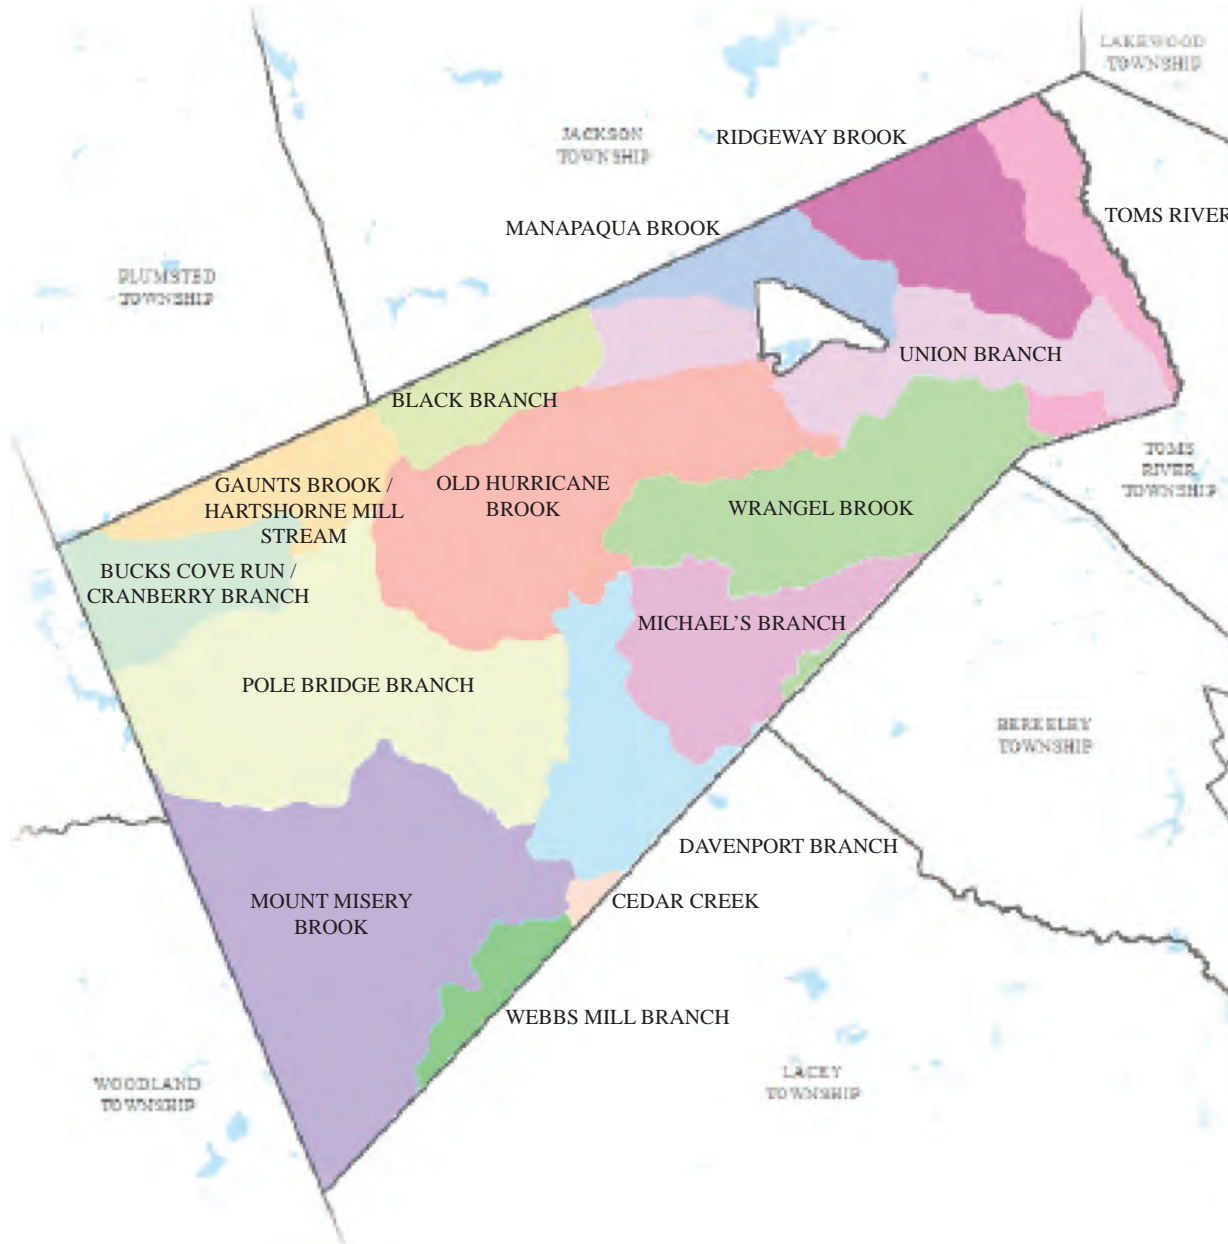 LAKEWOOD
TOWNSHIP
JACKSON
TOWNSHIP
RIDGEWAY BROOK
TOMS RIVER
MANAPAQUA BROOK
PLUMSTED
TOWNSHIP
UNION BRANCH
BLACK BRANCH
TOMS
RIVER
TOWNSHIP
GAUNTS BROOK /
HARTSHORNE MILL
STREAM
OLD HURRICANE
BROOK
WRANGEL BROOK
BUCKS COVE RUN /
CRANBERRY BRANCH
MICHAEL'S BRANCH
POLE BRIDGE BRANCH
BERKELEY
TOWNSHIP
DAVENPORT BRANCH
MOUNT MISERY
BROOK
CEDAR CREEK
WEBBS MILL BRANCH
WOODLAND
TOWNSHIP
LACEY
TOWNSHIP